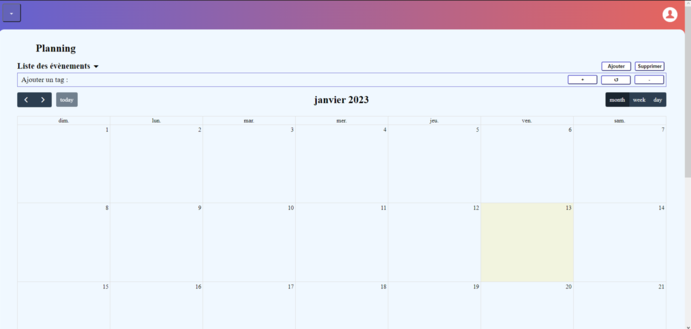 Planning
Liste des évènements
Ajouter Supprimer
Ajouter un tag :
+ -
today janvier 2023 month week day
dim. lun. mar. mer. jeu. ven. sam.
1 2 3 4 5 6 7
8 9 10 11 12 13 14
15 16 17 18 19 20 21